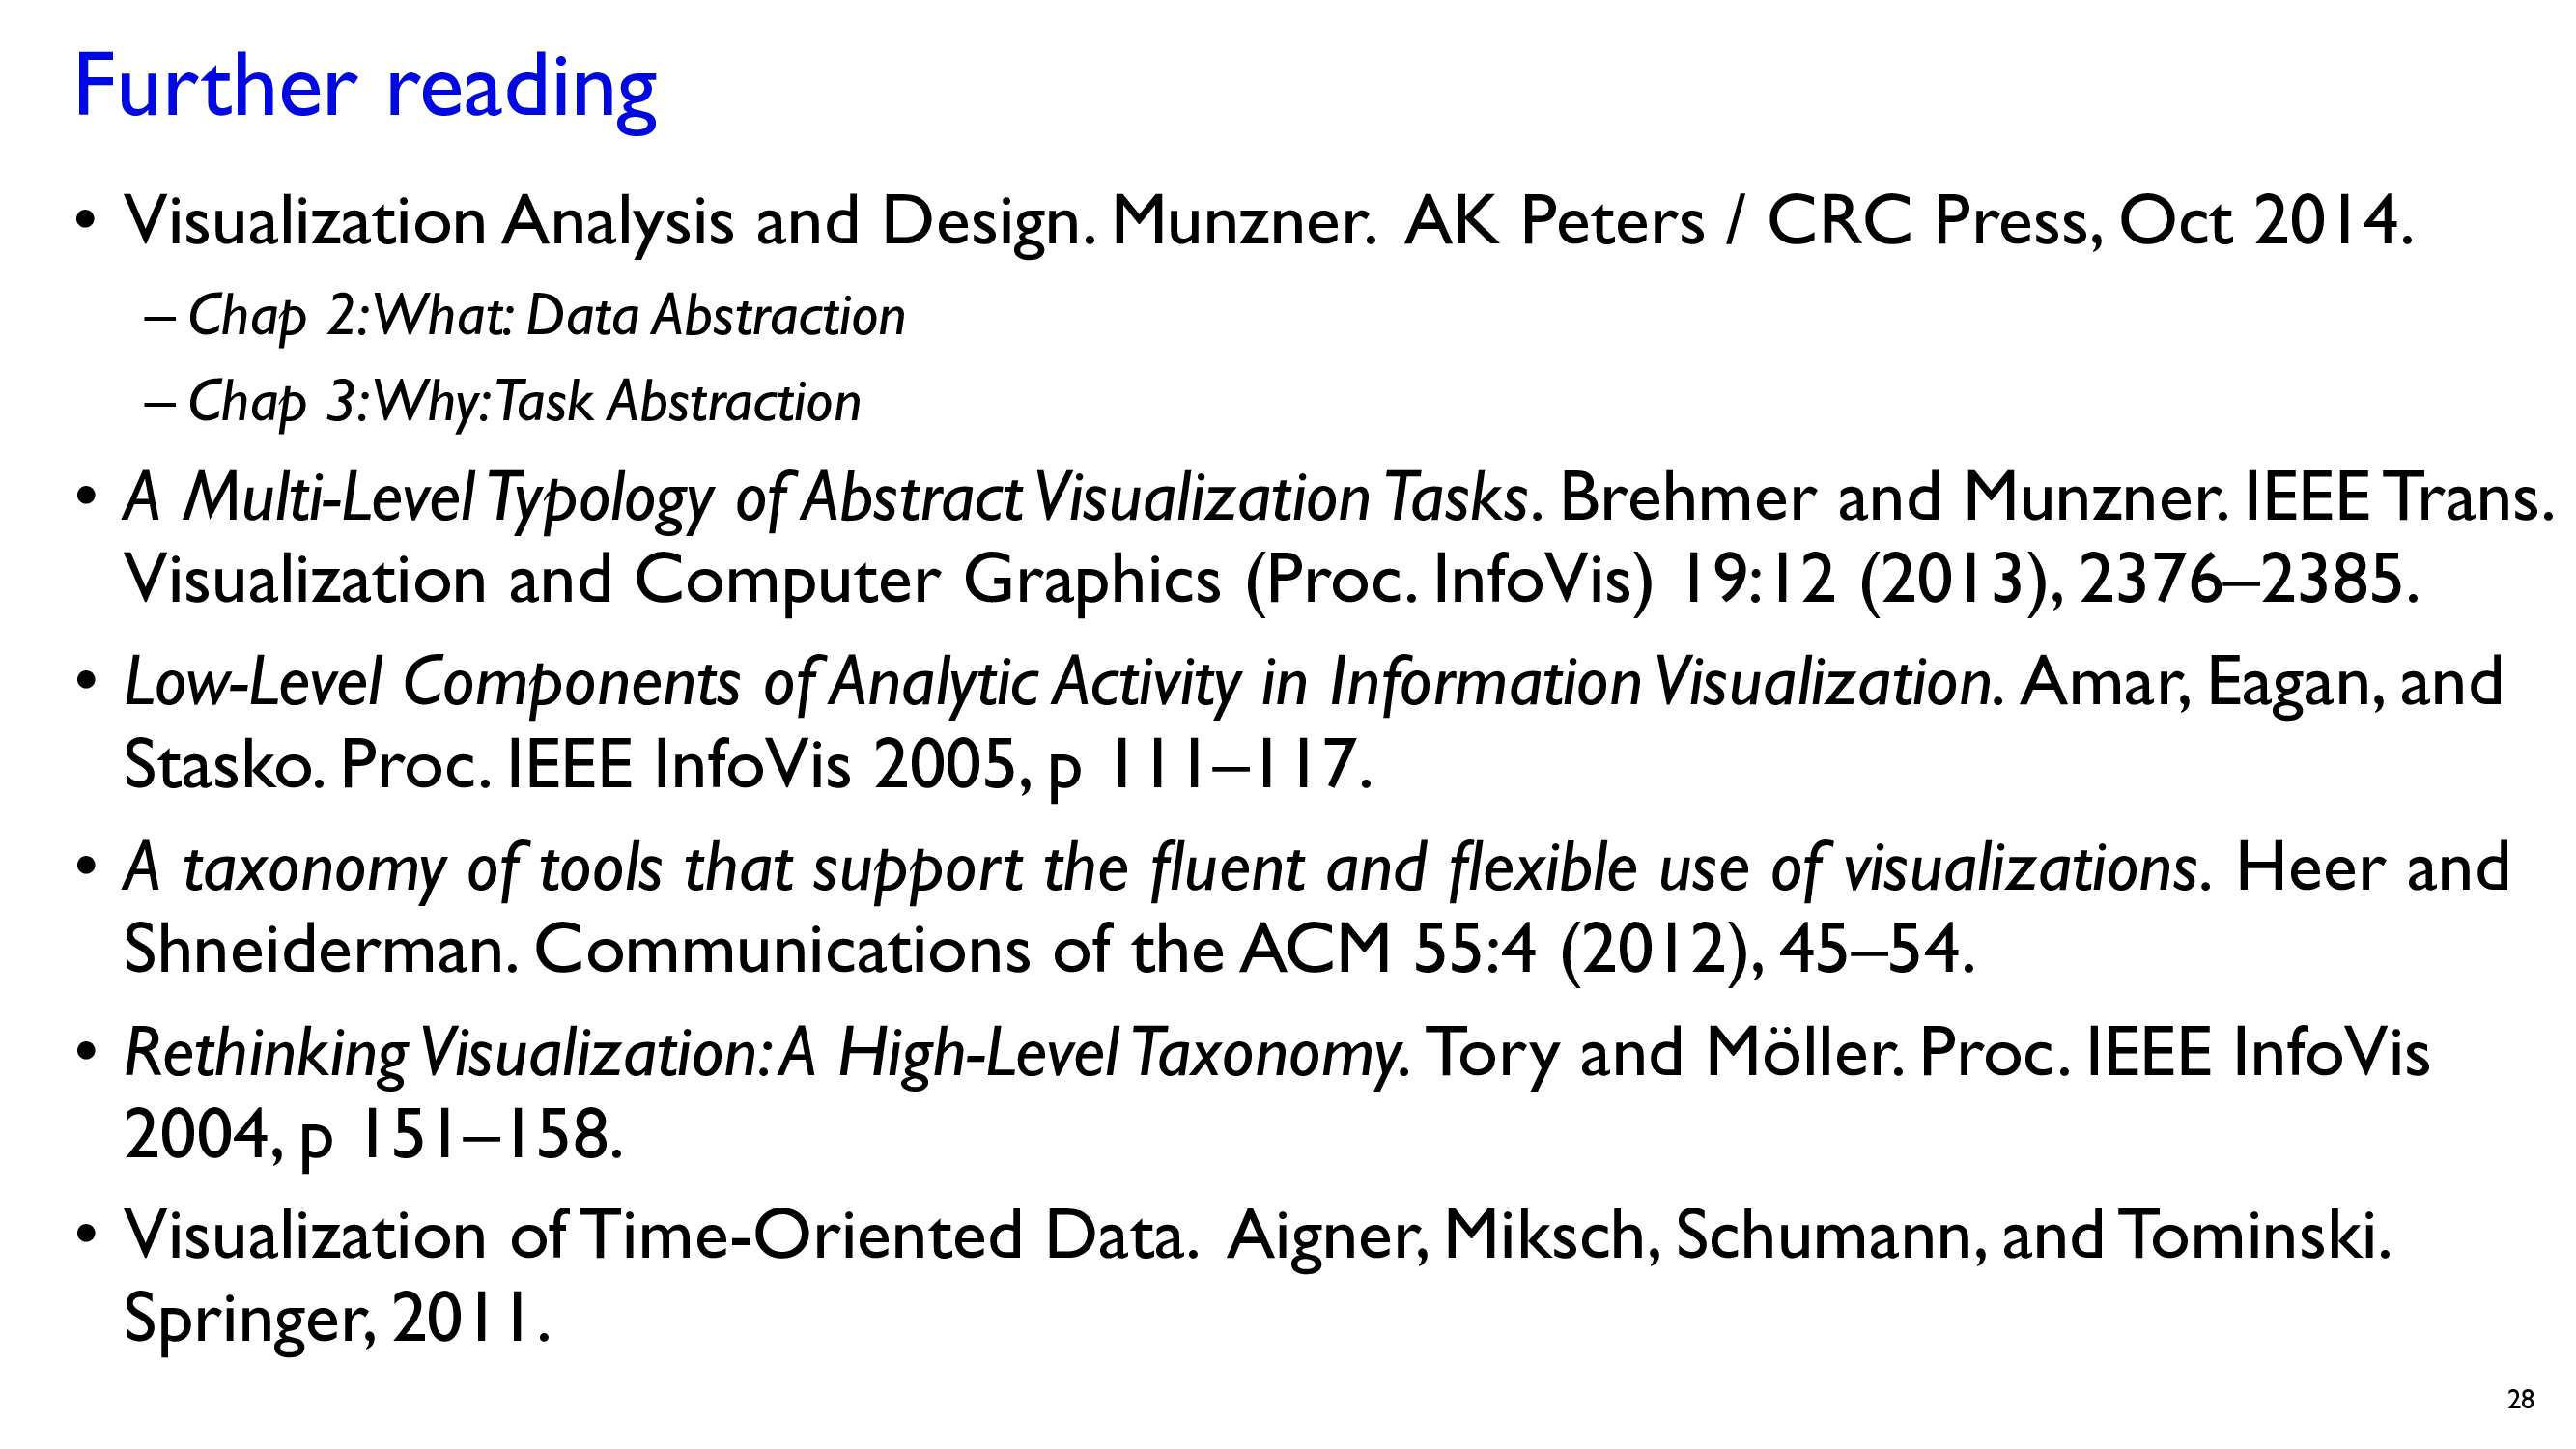 Further reading
• Visualization Analysis and Design. Munzner. AK Peters / CRC Press, Oct 2014.
– Chap 2: What: Data Abstraction
– Chap 3: Why: Task Abstraction
• A Multi-Level Typology of Abstract Visualization Tasks. Brehmer and Munzner. IEEE Trans.
Visualization and Computer Graphics (Proc. InfoVis) 19:12 (2013), 2376–2385.
• Low-Level Components of Analytic Activity in Information Visualization. Amar, Eagan, and
Stasko. Proc. IEEE InfoVis 2005, p 111–117.
• A taxonomy of tools that support the fluent and flexible use of visualizations. Heer and
Shneiderman. Communications of the ACM 55:4 (2012), 45–54.
• Rethinking Visualization: A High-Level Taxonomy. Tory and Möller. Proc. IEEE InfoVis
2004, p 151–158.
• Visualization of Time-Oriented Data. Aigner, Miksch, Schumann, and Tominski.
Springer, 2011.
28